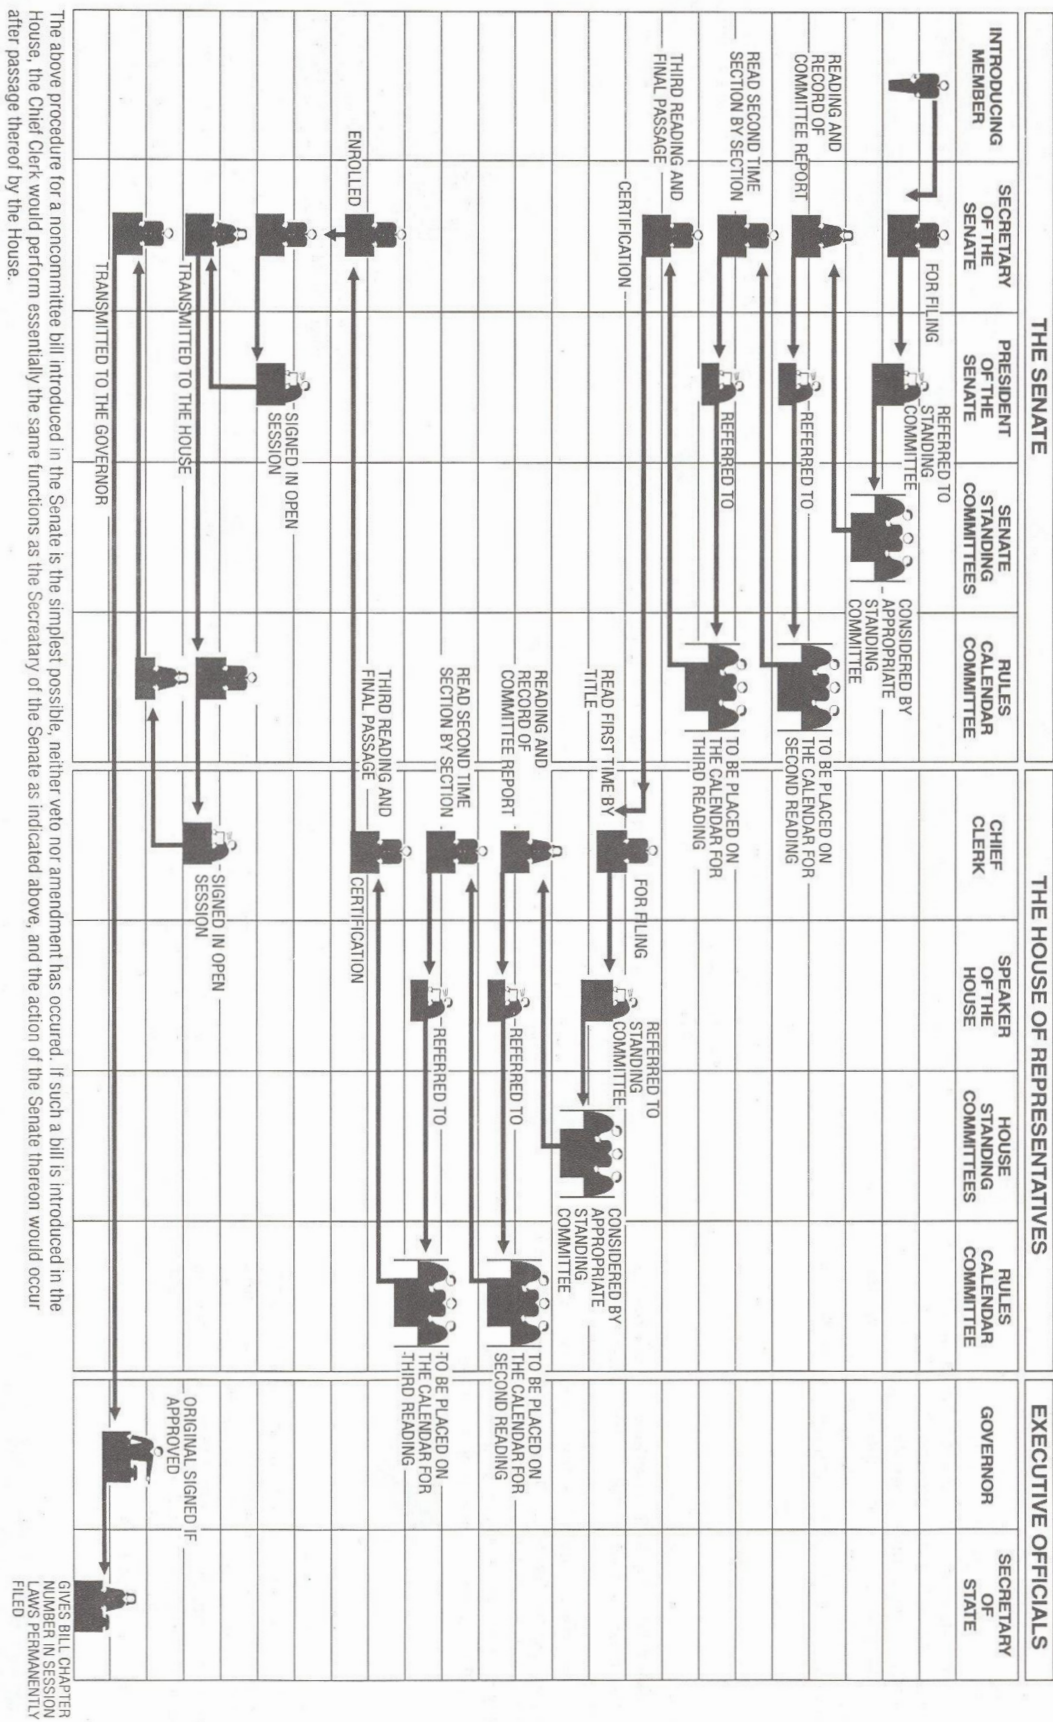 THE SENATE
THE HOUSE OF REPRESENTATIVES
EXECUTIVE OFFICIALS
INTRODUCING
MEMBER
SECRETARY
OF THE
SENATE
PRESIDENT
OF THE
SENATE
SENATE
STANDING
COMMITTEES
RULES
CALENDAR
COMMITTEE
CHIEF
CLERK
SPEAKER
OF THE
HOUSE
HOUSE
STANDING
COMMITTEES
RULES
CALENDAR
COMMITTEE
GOVERNOR
SECRETARY
OF
STATE
FOR FILING
REFERRED TO
STANDING
COMMITTEE
CONSIDERED BY
APPROPRIATE
STANDING
COMMITTEE
READING AND
RECORD OF
COMMITTEE REPORT
REFERRED TO
TO BE PLACED ON
THE CALENDAR FOR
SECOND READING
READ SECOND TIME
SECTION BY SECTION
REFERRED TO
TO BE PLACED ON
THE CALENDAR FOR
THIRD READING
THIRD READING AND
FINAL PASSAGE
CERTIFICATION
READ FIRST TIME BY
TITLE
FOR FILING
REFERRED TO
STANDING
COMMITTEE
CONSIDERED BY
APPROPRIATE
STANDING
COMMITTEE
READING AND
RECORD OF
COMMITTEE REPORT
REFERRED TO
TO BE PLACED ON
THE CALENDAR FOR
SECOND READING
READ SECOND TIME
SECTION BY SECTION
REFERRED TO
TO BE PLACED ON
THE CALENDAR FOR
THIRD READING
THIRD READING AND
FINAL PASSAGE
CERTIFICATION
ENROLLED
SIGNED IN OPEN
SESSION
TRANSMITTED TO THE HOUSE
SIGNED IN OPEN
SESSION
TRANSMITTED TO THE GOVERNOR
ORIGINAL SIGNED IF
APPROVED
GIVES BILL CHAPTER
NUMBER IN SESSION
LAWS PERMANENTLY
FILED
The above procedure for a noncommittee bill introduced in the Senate is the simplest possible, neither veto nor amendment has occured. If such a bill is introduced in the
House, the Chief Clerk would perform essentially the same functions as the Secreatary of the Senate as indicated above, and the action of the Senate thereon would occur
after passage thereof by the House.